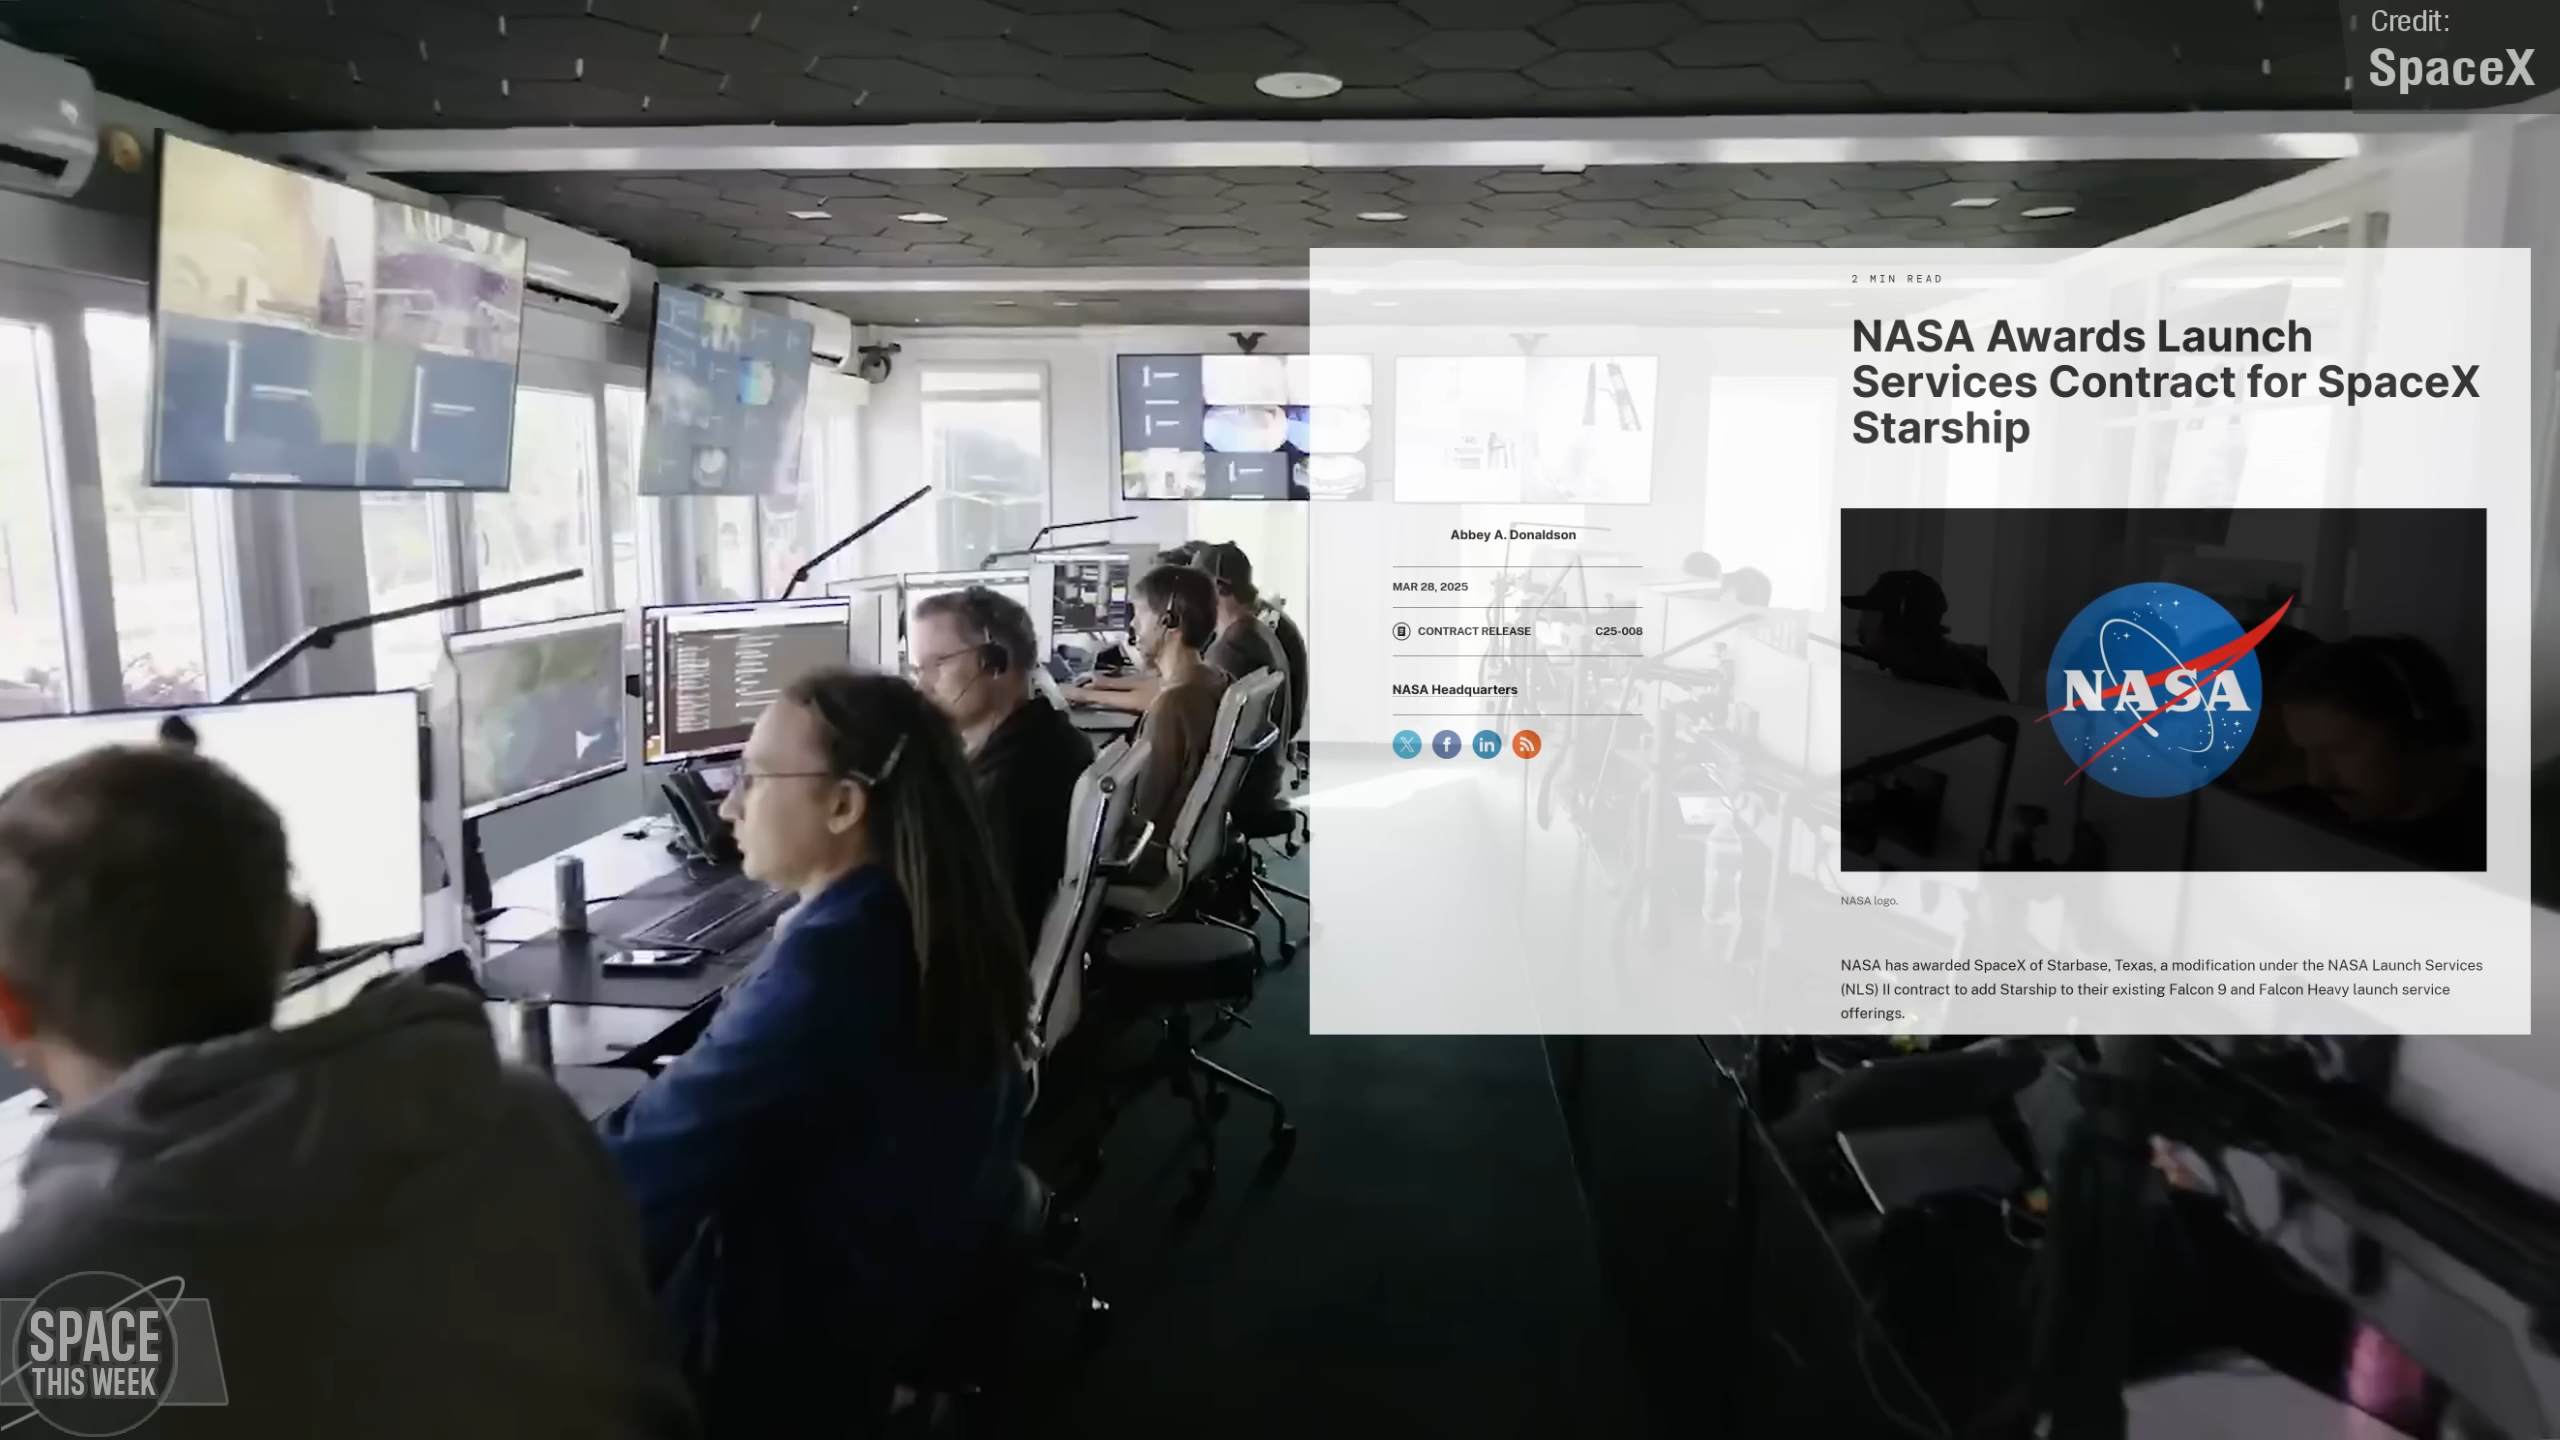 Credit:
SpaceX
2 MIN READ
NASA Awards Launch
Services Contract for SpaceX
Starship
Abbey A. Donaldson
MAR 28, 2025
CONTRACT RELEASE C25-008
NASA Headquarters
NASA
NASA logo.
NASA has awarded SpaceX of Starbase, Texas, a modification under the NASA Launch Services
(NLS) II contract to add Starship to their existing Falcon 9 and Falcon Heavy launch service
offerings.
SPACE
THIS WEEK